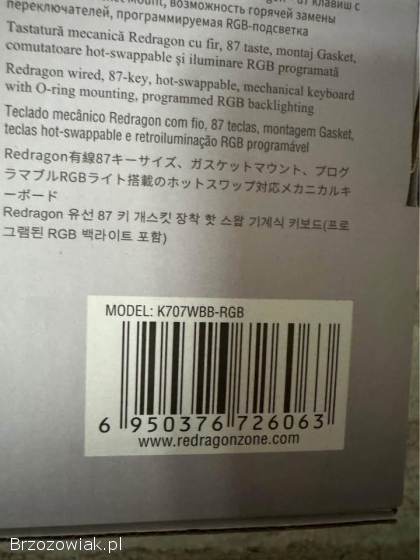 Mount, возможность горячей замены
переключателей, программируемая RGB-подсветка
Tastatură mecanică Redragon cu fir, 87 taste, montaj Gasket,
comutatoare hot-swappable și iluminare RGB programată
Redragon wired, 87-key, hot-swappable, mechanical keyboard
with O-ring mounting, programmed RGB backlighting
Teclado mecânico Redragon com fio, 87 teclas, montagem Gasket,
teclas hot-swappable e retroiluminação RGB programável
Redragon有線87キーサイズ、ガスケットマウント、プログ
ラマブルRGBライト搭載のホットスワップ対応メカニカルキ
ーボード
Redragon 유선 87 키 개스킷 장착 핫 스왑 기계식 키보드(프로
그램된 RGB 백라이트 포함)
MODEL: K707WBB-RGB
6 950376 726063
www.redragonzone.com
Brzozowiak.pl